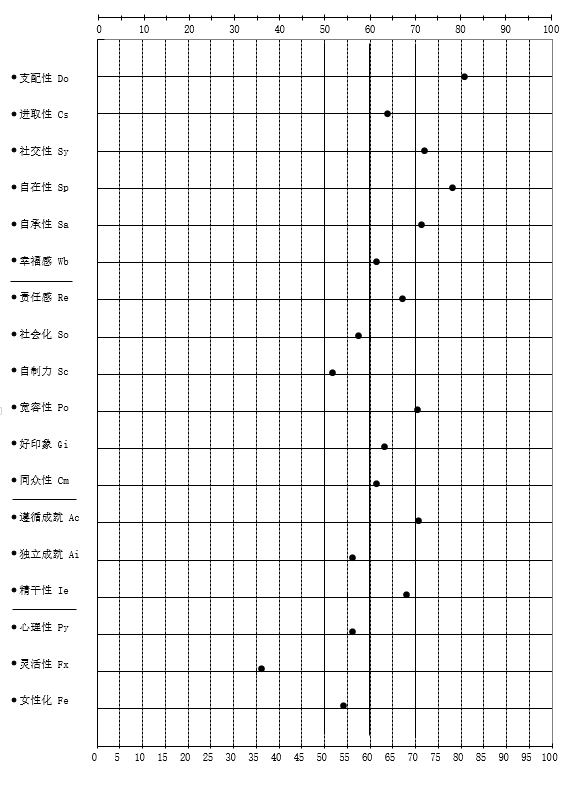 0 10 20 30 40 50 60 70 80 90 100
● 支配性 Do
● 进取性 Cs
● 社交性 Sy
● 自在性 Sp
● 自承性 Sa
● 幸福感 Wb
● 责任感 Re
● 社会化 So
● 自制力 Sc
● 宽容性 Po
● 好印象 Gi
● 同众性 Cm
● 遵循成就 Ac
● 独立成就 Ai
● 精干性 Ie
● 心理性 Py
● 灵活性 Fx
● 女性化 Fe
0 5 10 15 20 25 30 35 40 45 50 55 60 65 70 75 80 85 90 95 100